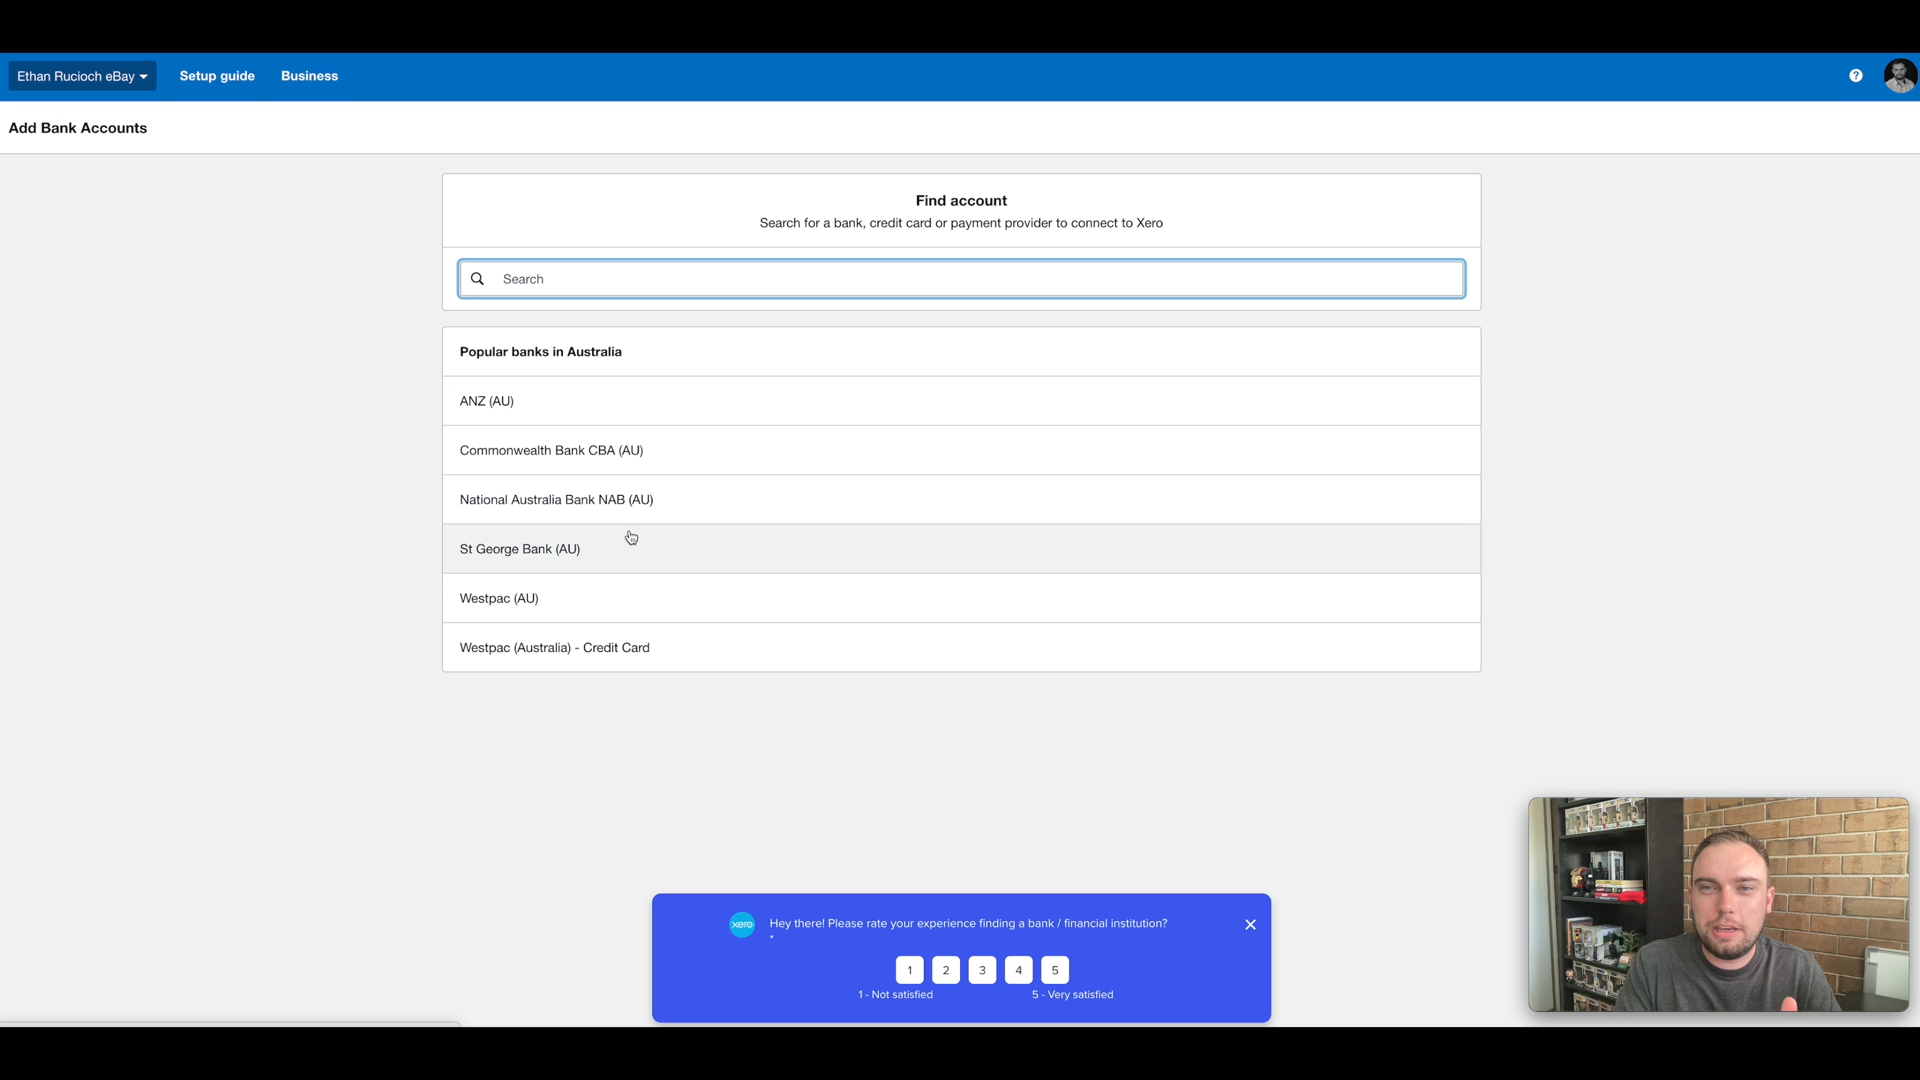 Ethan Rucioch eBay
Setup guide
Business
?
Add Bank Accounts
Find account
Search for a bank, credit card or payment provider to connect to Xero
Search
Popular banks in Australia
ANZ (AU)
Commonwealth Bank CBA (AU)
National Australia Bank NAB (AU)
St George Bank (AU)
Westpac (AU)
Westpac (Australia) - Credit Card
xero
Hey there! Please rate your experience finding a bank / financial institution?
*
1 2 3 4 5
1 - Not satisfied
5 - Very satisfied